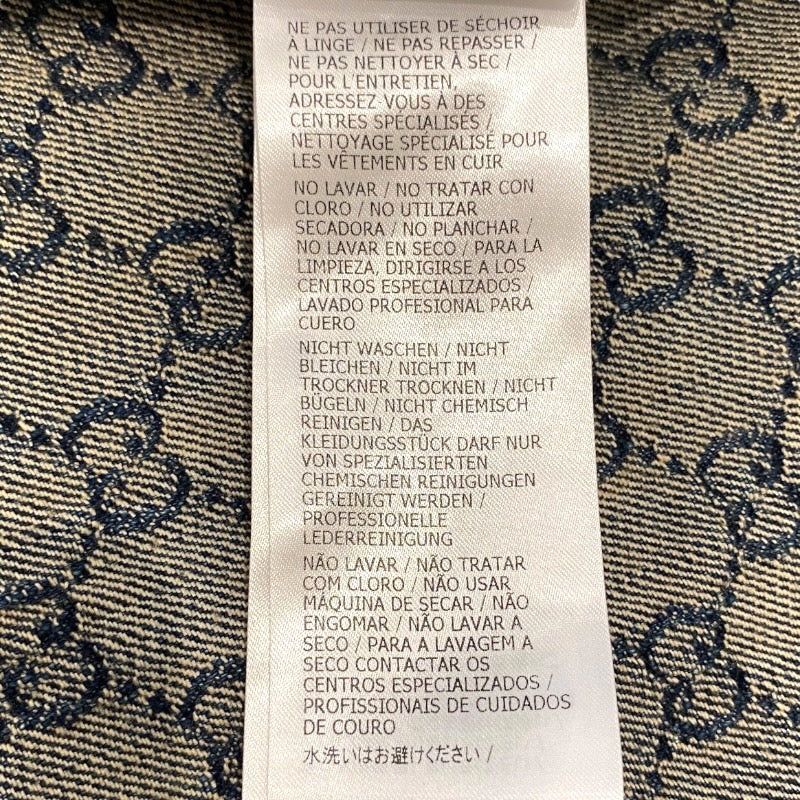 NE PAS UTILISER DE SÉCHOIR
À LINGE / NE PAS REPASSER /
NE PAS NETTOYER À SEC /
POUR L'ENTRETIEN,
ADRESSEZ-VOUS À DES
CENTRES SPÉCIALISÉS /
NETTOYAGE SPÉCIALISÉ POUR
LES VÊTEMENTS EN CUIR
NO LAVAR / NO TRATAR CON
CLORO / NO UTILIZAR
SECADORA / NO PLANCHAR /
NO LAVAR EN SECO / PARA LA
LIMPIEZA, DIRIGIRSE A LOS
CENTROS ESPECIALIZADOS /
LAVADO PROFESIONAL PARA
CUERO
NICHT WASCHEN / NICHT
BLEICHEN / NICHT IM
TROCKNER TROCKNEN / NICHT
BÜGELN / NICHT CHEMISCH
REINIGEN / DAS
KLEIDUNGSSTÜCK DARF NUR
VON SPEZIALISIERTEN
CHEMISCHEN REINIGUNGEN
GEREINIGT WERDEN /
PROFESSIONELLE
LEDERREINIGUNG
NÃO LAVAR / NÃO TRATAR
COM CLORO / NÃO USAR
MÁQUINA DE SECAR / NÃO
ENGOMAR / NÃO LAVAR A
SECO / PARA A LAVAGEM A
SECO CONTACTAR OS
CENTROS ESPECIALIZADOS /
PROFISSIONAIS DE CUIDADOS
DE COURO
水洗いはお避けください /